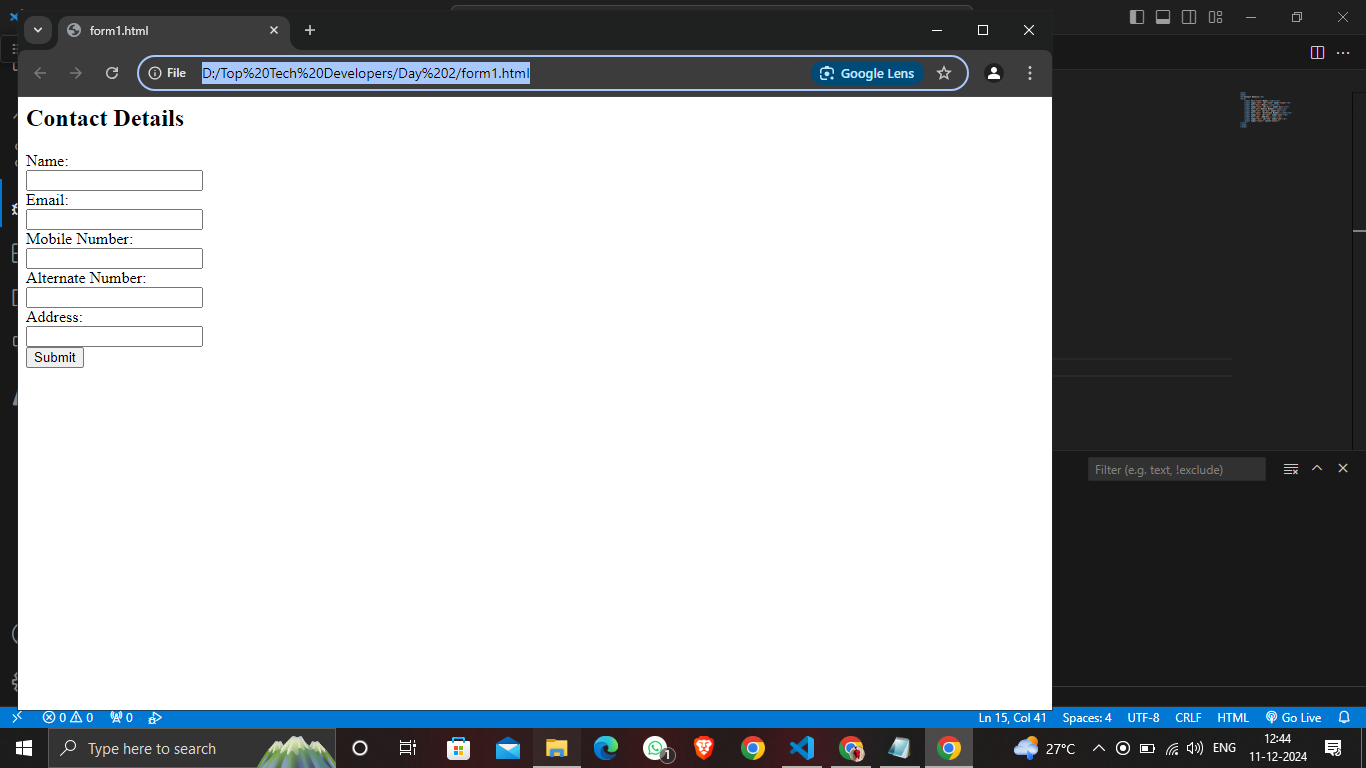 form1.html
File
D:/Top%20Tech%20Developers/Day%202/form1.html
Google Lens
Contact Details
Name:
Email:
Mobile Number:
Alternate Number:
Address:
Submit
Filter (e.g. text, !exclude)
0 0 0
Ln 15, Col 41 Spaces: 4 UTF-8 CRLF HTML Go Live
Type here to search
1
27°C
ENG
12:44
11-12-2024